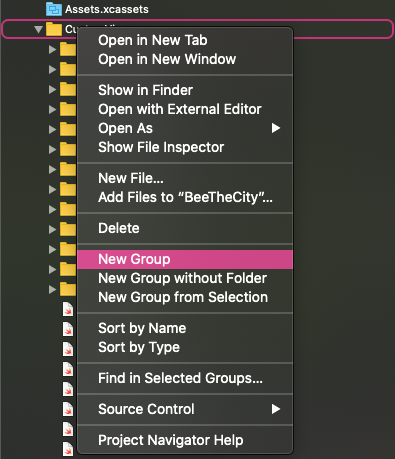 Assets.xcassets
Open in New Tab
Open in New Window
Show in Finder
Open with External Editor
Open As
Show File Inspector
New File...
Add Files to “BeeTheCity”...
Delete
New Group
New Group without Folder
New Group from Selection
Sort by Name
Sort by Type
Find in Selected Groups...
Source Control
Project Navigator Help